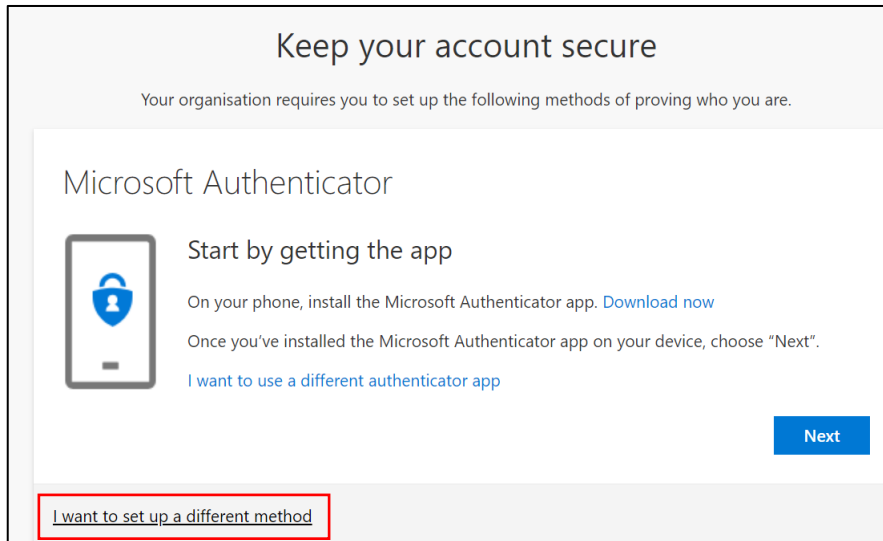 Keep your account secure
Your organisation requires you to set up the following methods of proving who you are.
Microsoft Authenticator
Start by getting the app
On your phone, install the Microsoft Authenticator app. Download now
Once you've installed the Microsoft Authenticator app on your device, choose “Next”.
I want to use a different authenticator app
Next
I want to set up a different method